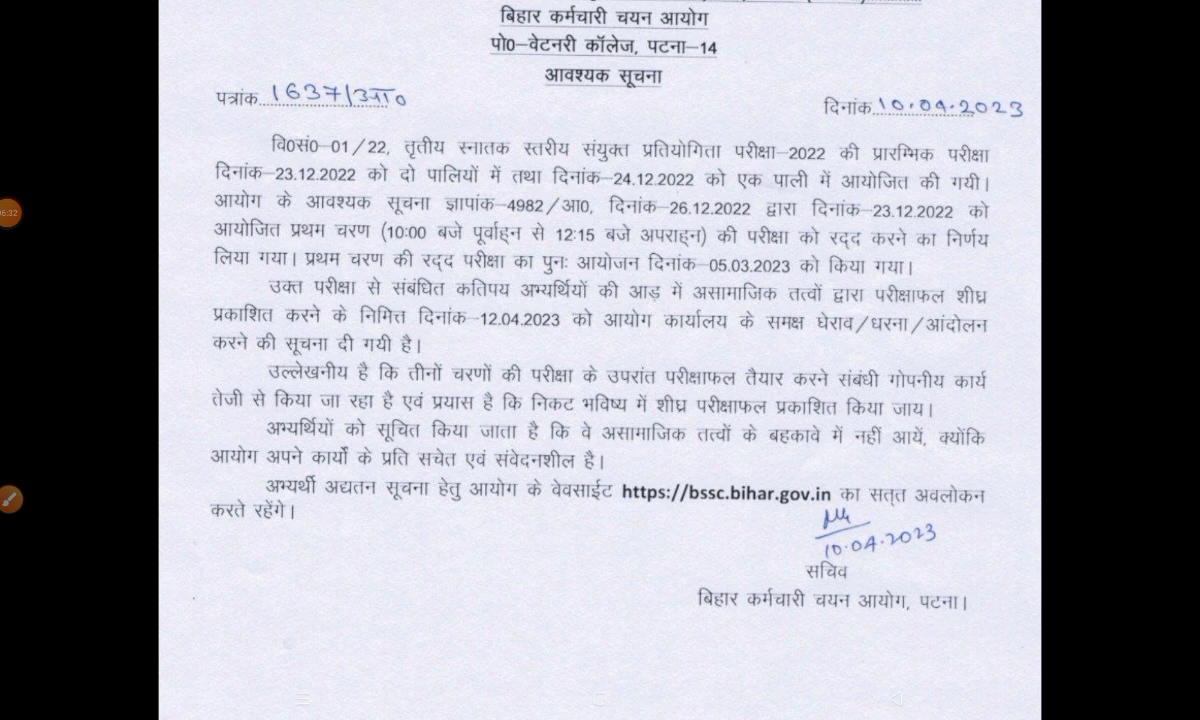 बिहार कर्मचारी चयन आयोग
पो0–वेटनरी कॉलेज, पटना–14
आवश्यक सूचना
पत्रांक 1637/आ0
दिनांक 10.04.2023
वि0सं0–01/22, तृतीय स्नातक स्तरीय संयुक्त प्रतियोगिता परीक्षा–2022 की प्रारम्भिक परीक्षा
दिनांक–23.12.2022 को दो पालियों में तथा दिनांक–24.12.2022 को एक पाली में आयोजित की गयी।
आयोग के आवश्यक सूचना ज्ञापांक–4982/आ0, दिनांक–26.12.2022 द्वारा दिनांक–23.12.2022 को
आयोजित प्रथम चरण (10:00 बजे पूर्वाह्न से 12:15 बजे अपराह्न) की परीक्षा को रद्द करने का निर्णय
लिया गया। प्रथम चरण की रद्द परीक्षा का पुनः आयोजन दिनांक–05.03.2023 को किया गया।
उक्त परीक्षा से संबंधित कतिपय अभ्यर्थियों की आड़ में असामाजिक तत्वों द्वारा परीक्षाफल शीघ्र
प्रकाशित करने के निमित्त दिनांक–12.04.2023 को आयोग कार्यालय के समक्ष घेराव/धरना/आंदोलन
करने की सूचना दी गयी है।
उल्लेखनीय है कि तीनों चरणों की परीक्षा के उपरांत परीक्षाफल तैयार करने संबंधी गोपनीय कार्य
तेजी से किया जा रहा है एवं प्रयास है कि निकट भविष्य में शीघ्र परीक्षाफल प्रकाशित किया जाय।
अभ्यर्थियों को सूचित किया जाता है कि वे असामाजिक तत्वों के बहकावे में नहीं आयें, क्योंकि
आयोग अपने कार्यो के प्रति सचेत एवं संवेदनशील है।
अभ्यर्थी अद्यतन सूचना हेतु आयोग के वेवसाईट https://bssc.bihar.gov.in का सत्त अवलोकन
करते रहेंगे।
10.04.2023
सचिव
बिहार कर्मचारी चयन आयोग, पटना।